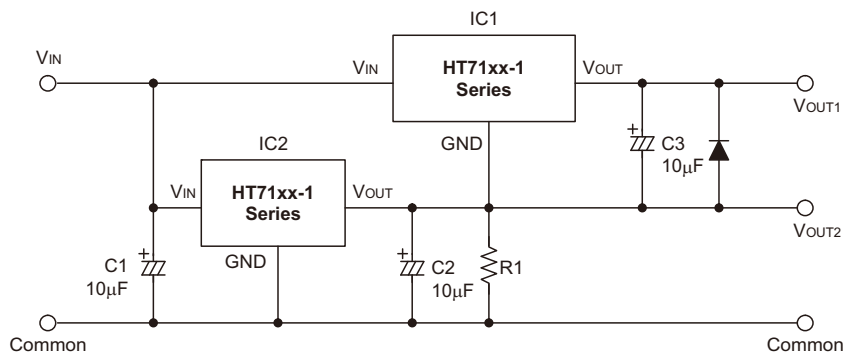 IC1
VIN
VIN
HT71xx-1
Series
VOUT
VOUT1
GND
C3
10μF
IC2
VIN
HT71xx-1
Series
VOUT
VOUT2
GND
C1
10μF
C2
10μF
R1
Common
Common
+
+
+